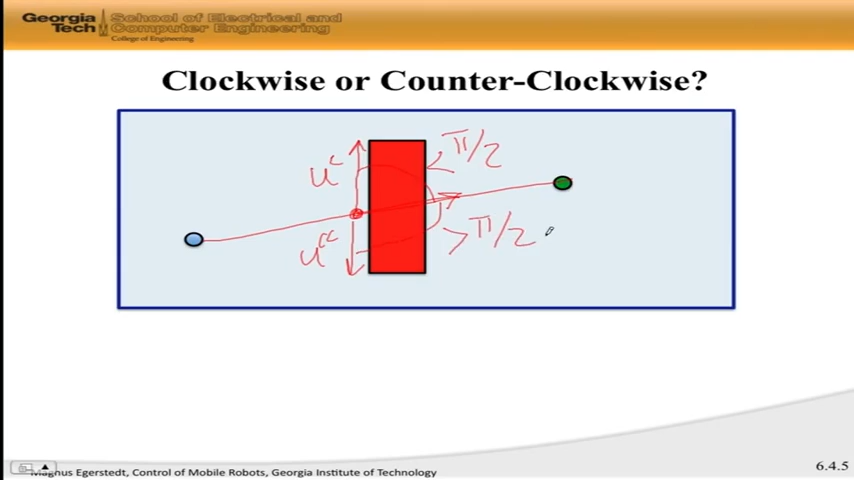 Georgia Tech
School of Electrical and Computer Engineering
College of Engineering
Clockwise or Counter-Clockwise?
< π/2
u^c
u^cc
> π/2
Magnus Egerstedt, Control of Mobile Robots, Georgia Institute of Technology
6.4.5